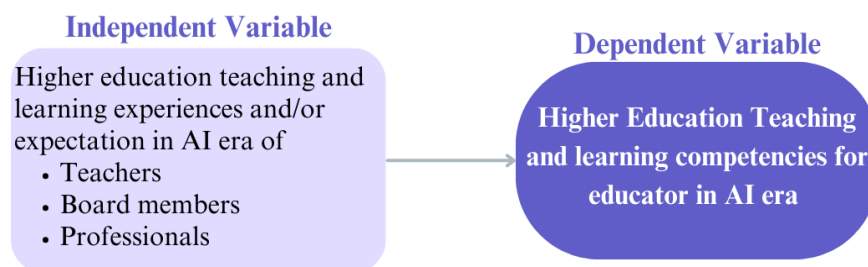 Independent Variable
Higher education teaching and
learning experiences and/or
expectation in AI era of
• Teachers
• Board members
• Professionals
Dependent Variable
Higher Education Teaching
and learning competencies for
educator in AI era